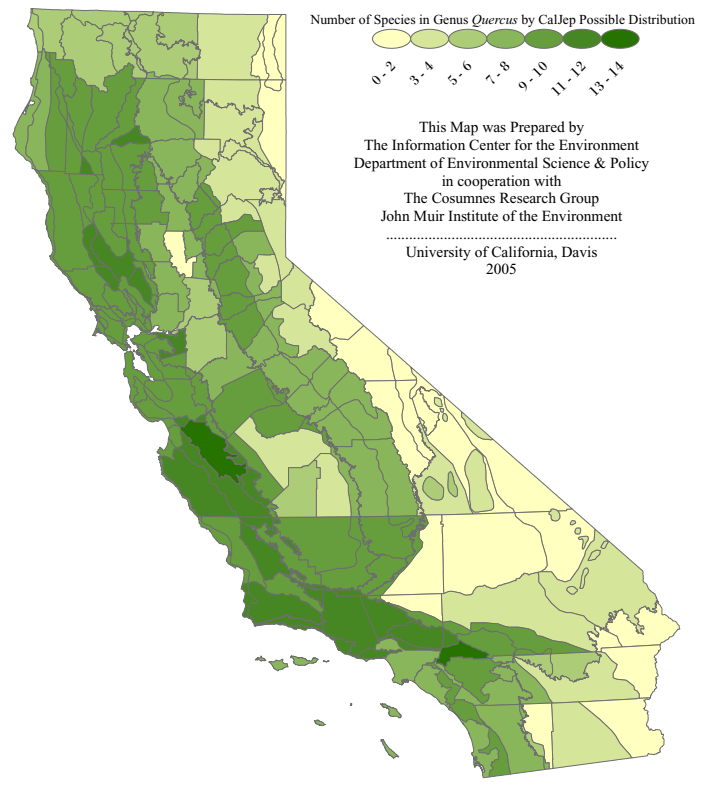 Number of Species in Genus Quercus by CalJep Possible Distribution
0 - 2
3 - 4
5 - 6
7 - 8
9 - 10
11 - 12
13 - 14
This Map was Prepared by
The Information Center for the Environment
Department of Environmental Science & Policy
in cooperation with
The Cosumnes Research Group
John Muir Institute of the Environment
..............................................................
University of California, Davis
2005